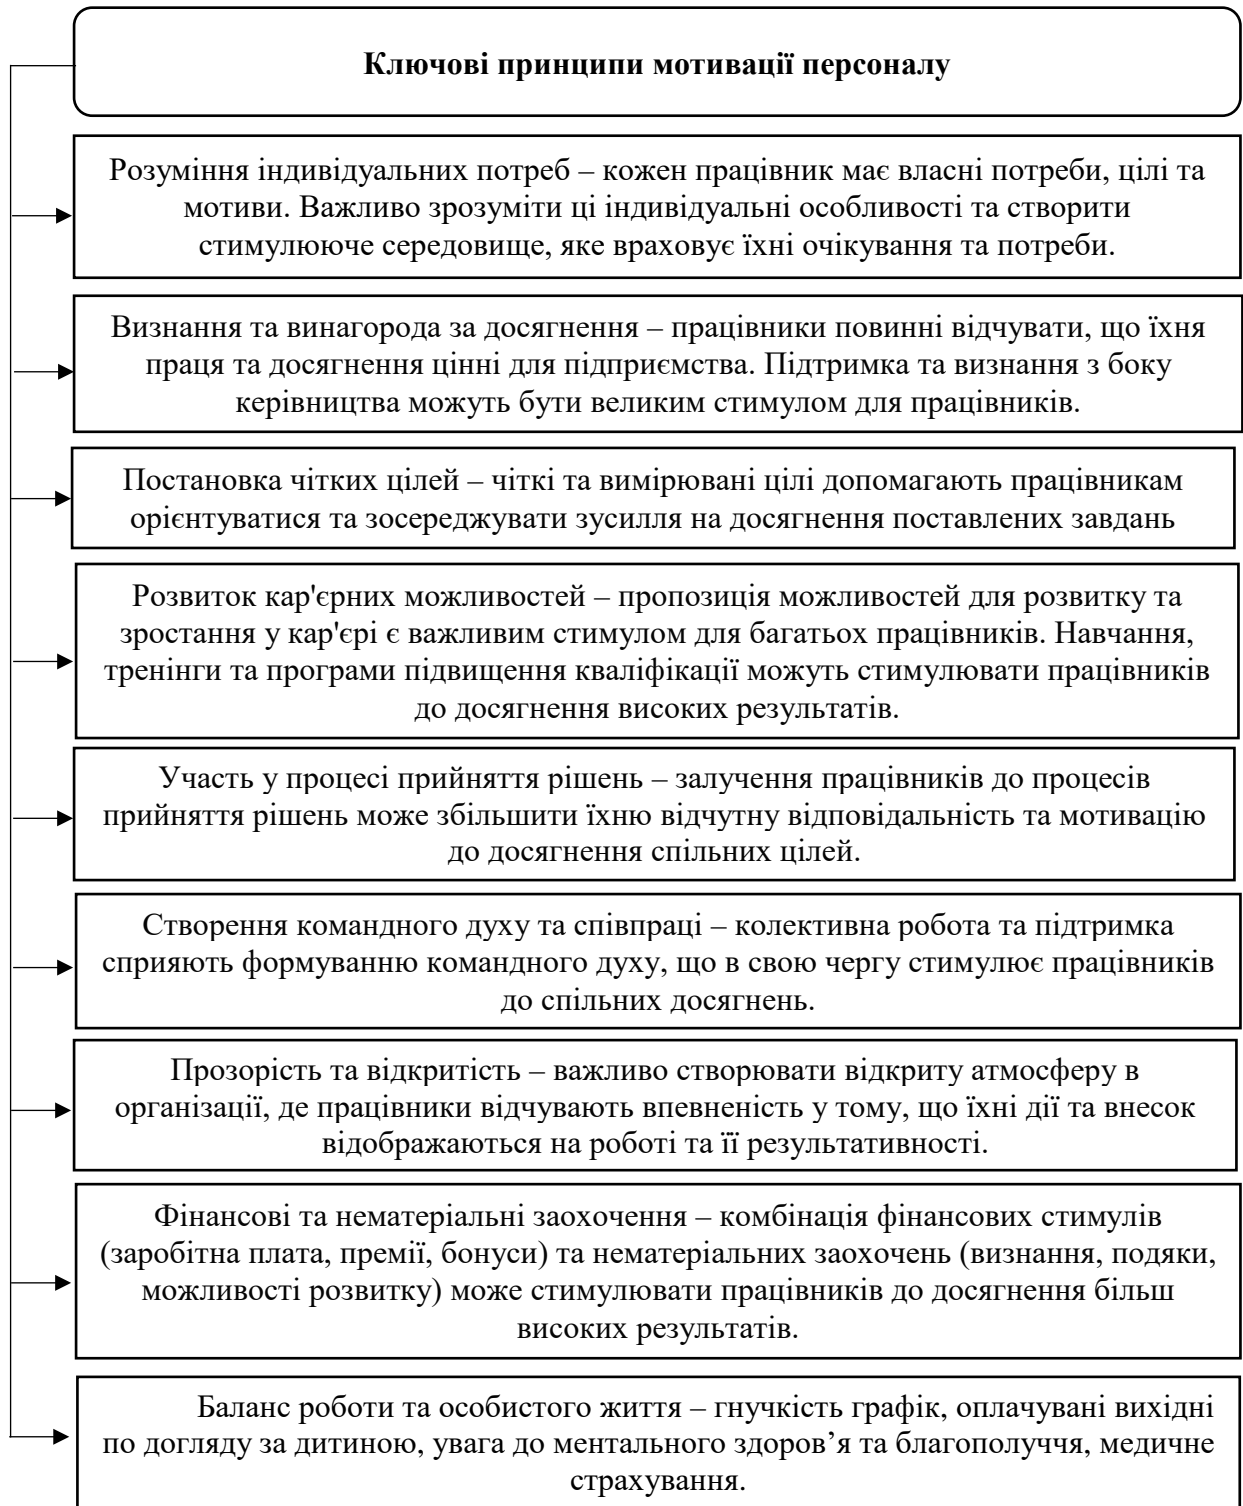 Ключові принципи мотивації персоналу
Розуміння індивідуальних потреб – кожен працівник має власні потреби, цілі та
мотиви. Важливо зрозуміти ці індивідуальні особливості та створити
стимулююче середовище, яке враховує їхні очікування та потреби.
Визнання та винагорода за досягнення – працівники повинні відчувати, що їхня
праця та досягнення цінні для підприємства. Підтримка та визнання з боку
керівництва можуть бути великим стимулом для працівників.
Постановка чітких цілей – чіткі та вимірювані цілі допомагають працівникам
орієнтуватися та зосереджувати зусилля на досягнення поставлених завдань
Розвиток кар'єрних можливостей – пропозиція можливостей для розвитку та
зростання у кар'єрі є важливим стимулом для багатьох працівників. Навчання,
тренінги та програми підвищення кваліфікації можуть стимулювати працівників
до досягнення високих результатів.
Участь у процесі прийняття рішень – залучення працівників до процесів
прийняття рішень може збільшити їхню відчутну відповідальність та мотивацію
до досягнення спільних цілей.
Створення командного духу та співпраці – колективна робота та підтримка
сприяють формуванню командного духу, що в свою чергу стимулює працівників
до спільних досягнень.
Прозорість та відкритість – важливо створювати відкриту атмосферу в
організації, де працівники відчувають впевненість у тому, що їхні дії та внесок
відображаються на роботі та її результативності.
Фінансові та нематеріальні заохочення – комбінація фінансових стимулів
(заробітна плата, премії, бонуси) та нематеріальних заохочень (визнання, подяки,
можливості розвитку) може стимулювати працівників до досягнення більш
високих результатів.
Баланс роботи та особистого життя – гнучкість графік, оплачувані вихідні
по догляду за дитиною, увага до ментального здоров’я та благополуччя, медичне
страхування.